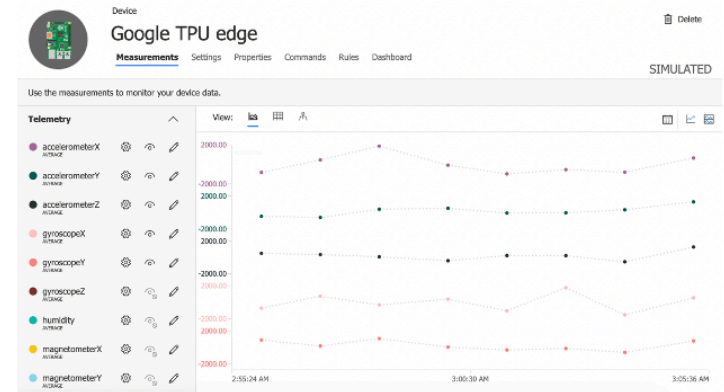 Device
Google TPU edge
Delete
Measurements Settings Properties Commands Rules Dashboard
SIMULATED
Use the measurements to monitor your device data.
Telemetry
View:
accelerometerX
AVERAGE
accelerometerY
AVERAGE
accelerometerZ
AVERAGE
gyroscopeX
AVERAGE
gyroscopeY
AVERAGE
gyroscopeZ
AVERAGE
humidity
AVERAGE
magnetometerX
AVERAGE
magnetometerY
AVERAGE
2000.00
-2000.00
2000.00
-2000.00
2000.00
-2000.00
2000.00
-2000.00
2000.00
-2000.00
2:55:24 AM
3:00:30 AM
3:05:36 AM